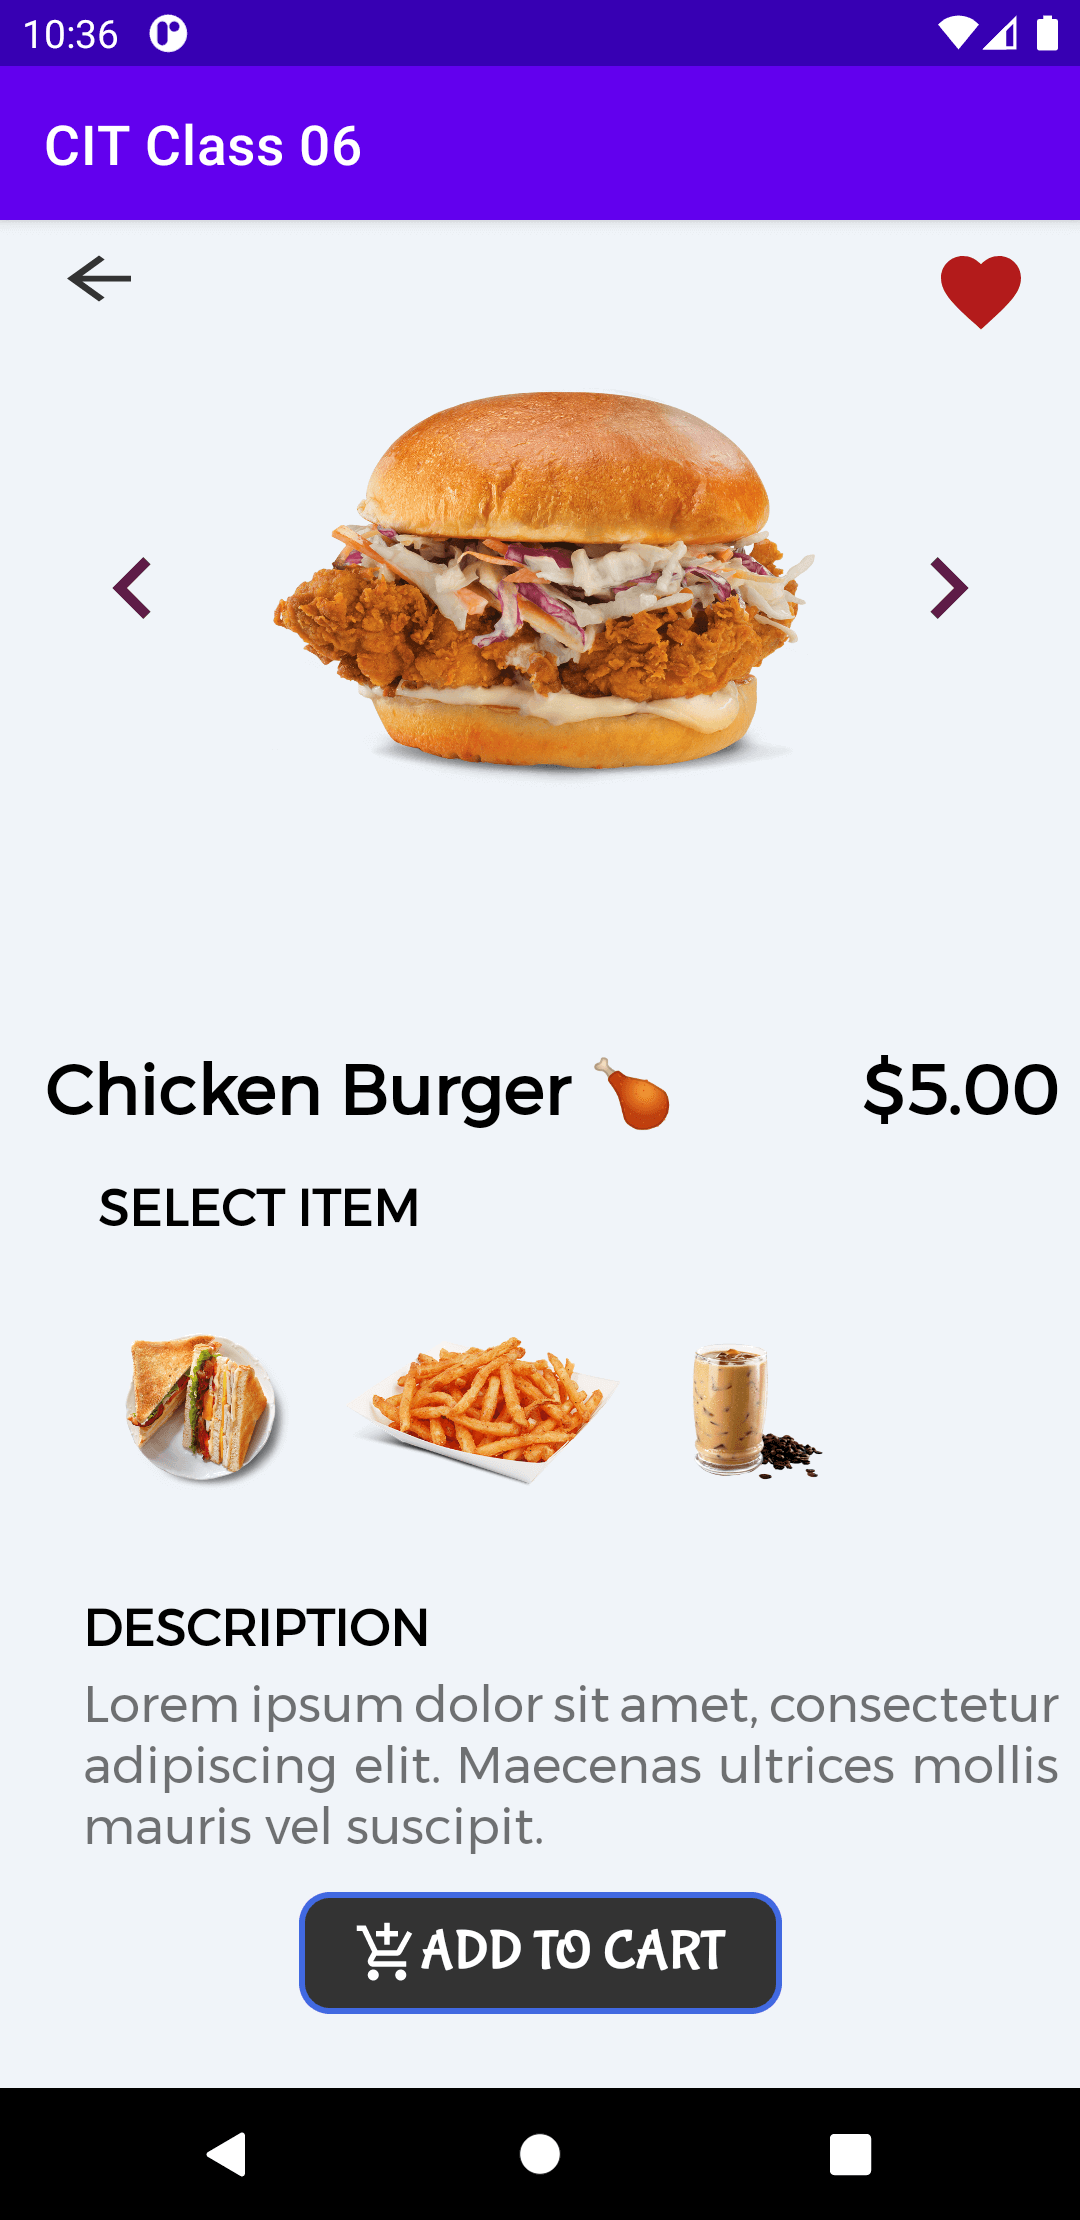 10:36
CIT Class 06
Chicken Burger 🍗 $5.00
SELECT ITEM
DESCRIPTION
Lorem ipsum dolor sit amet, consectetur
adipiscing elit. Maecenas ultrices mollis
mauris vel suscipit.
ADD TO CART